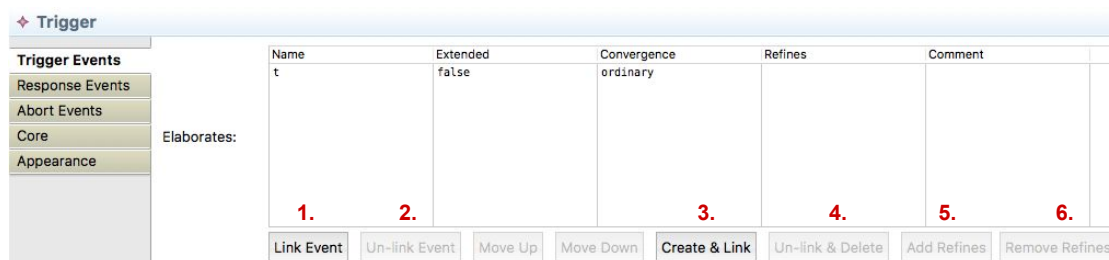 Trigger
Trigger Events
Response Events
Abort Events
Core
Appearance
Elaborates:
Name Extended Convergence Refines Comment
t false ordinary
1. 2. 3. 4. 5. 6.
Link Event Un-link Event Move Up Move Down Create & Link Un-link & Delete Add Refines Remove Refines